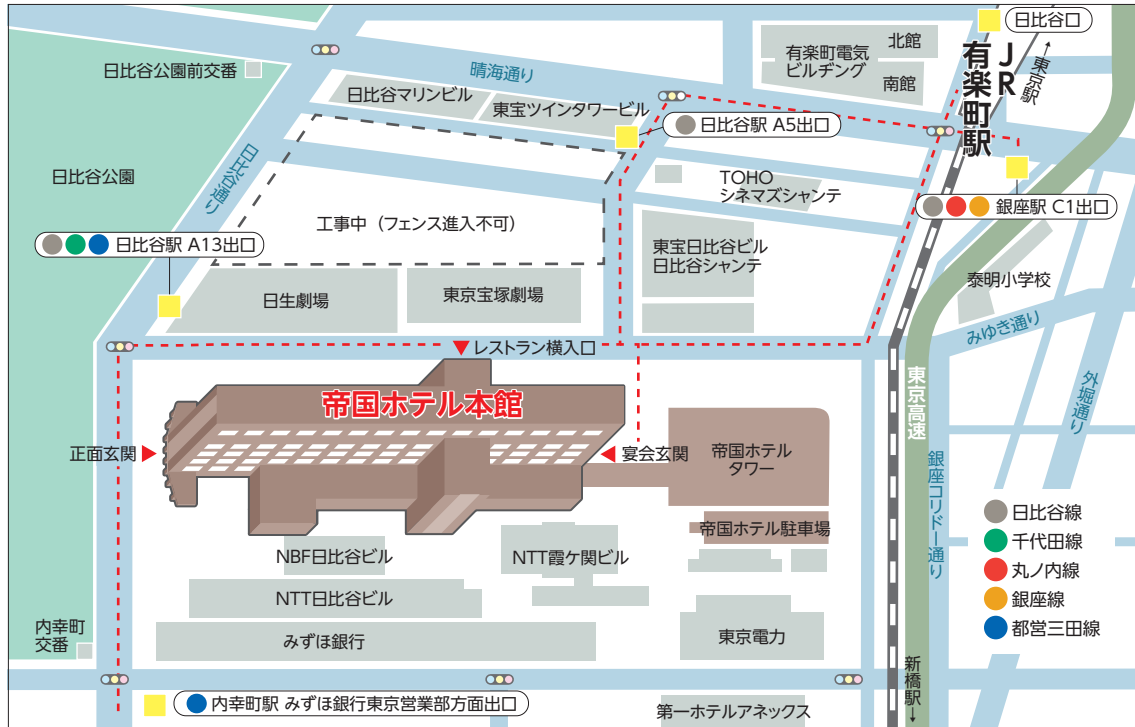 日比谷口
JR
有楽町駅
←東京駅
北館
有楽町電気
ビルヂング
南館
晴海通り
日比谷公園前交番
日比谷マリンビル
東宝ツインタワービル
日比谷駅 A5出口
日比谷公園
日比谷通り
TOHO
シネマズシャンテ
銀座駅 C1出口
工事中（フェンス進入不可）
日比谷駅 A13出口
東宝日比谷ビル
日比谷シャンテ
泰明小学校
日生劇場
東京宝塚劇場
みゆき通り
レストラン横入口
外堀通り
東京高速
帝国ホテル本館
正面玄関
宴会玄関
帝国ホテル
タワー
銀座コリドー通り
日比谷線
千代田線
丸ノ内線
銀座線
都営三田線
帝国ホテル駐車場
NBF日比谷ビル
NTT霞ケ関ビル
NTT日比谷ビル
内幸町
交番
みずほ銀行
東京電力
新橋駅→
内幸町駅 みずほ銀行東京営業部方面出口
第一ホテルアネックス